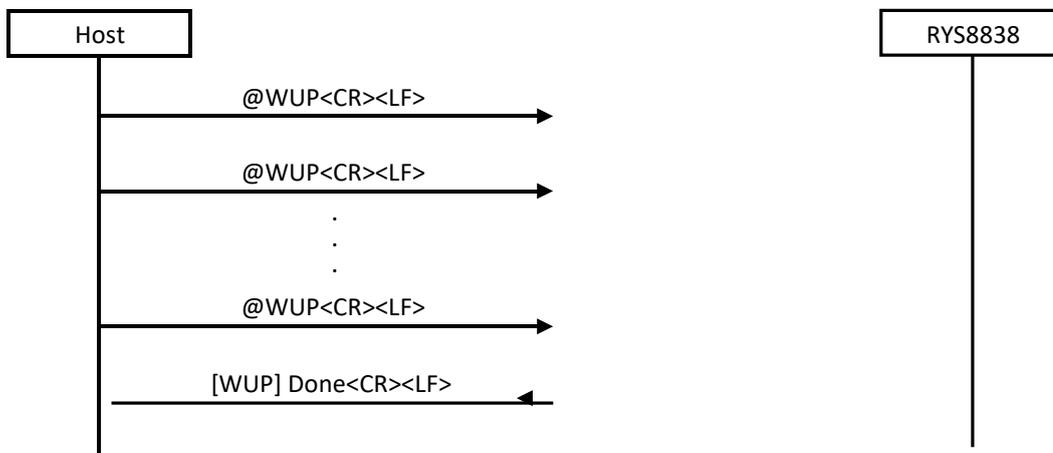 Host
RYS8838
@WUP<CR><LF>
@WUP<CR><LF>
.
.
.
@WUP<CR><LF>
[WUP] Done<CR><LF>